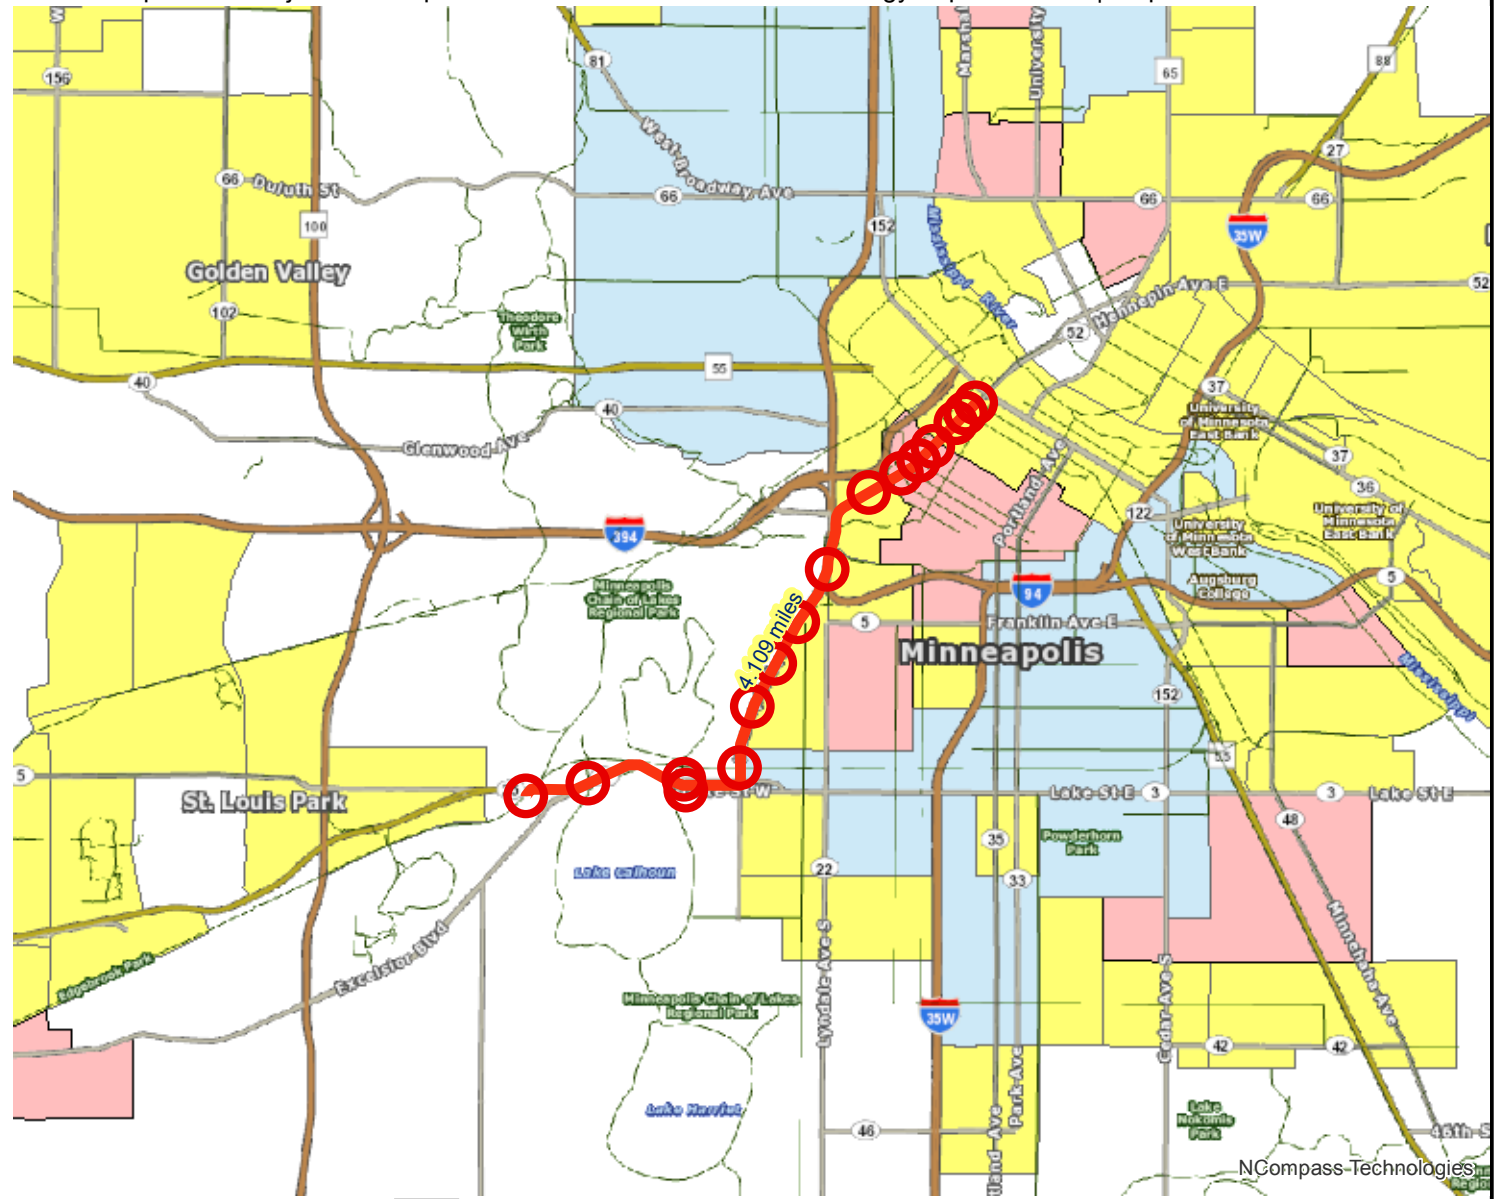 81
88
156
65
Marshal
University
West-Broadway-Ave
27
66
Duluth St
66
66
66
100
152
35W
Mississippi River
Golden Valley
52
102
Hennepin-Ave E
Theodore
Wirth
Park
52
55
40
37
40
University
of Minnesota
East Bank
Glenwood Ave
37
Portland-Ave
36
122
University of
Minnesota
East Bank
University
of Minnesota
West Bank
394
5
Minneapolis
Chain of Lakes
Regional Park
94
Augsburg
College
4.109 miles
5
Franklin-Ave-E
Minneapolis
Mississippi
152
55
5
St. Louis Park
Lake St-E
3
3
Lake St E
48
35
Powderhorn
Park
22
Lake Calhoun
33
Minnehaha-Ave
Excelsior-Blvd
Lyndale-Ave-S
Edgebrook Park
Cedar-Ave-S
Minneapolis Chain of Lakes
Regional Park
35W
42
42
Park-Ave
Lake Harriet
Lake
Nokomis
Park
46
46th-S
tland-Ave
NCompass Technologies